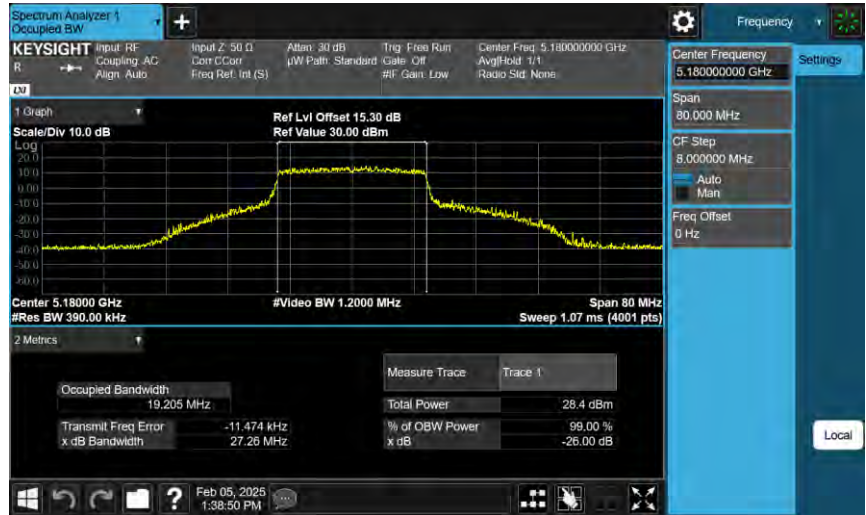 Spectrum Analyzer 1
Occupied BW
+
Frequency
KEYSIGHT
R
LXI
Input: RF
Coupling: AC
Align: Auto
Input Z: 50 Ω
Corr CCorr
Freq Ref: Int (S)
Atten: 30 dB
µW Path: Standard
Trig: Free Run
Gate: Off
#IF Gain: Low
Center Freq: 5.180000000 GHz
Avg|Hold: 1/1
Radio Std: None
Center Frequency
5.180000000 GHz
Settings
Span
80.000 MHz
CF Step
8.000000 MHz
Auto
Man
Freq Offset
0 Hz
1 Graph
Scale/Div 10.0 dB
Ref Lvl Offset 15.30 dB
Ref Value 30.00 dBm
Log
20.0
10.0
0.00
-10.0
-20.0
-30.0
-40.0
-50.0
-60.0
Center 5.18000 GHz
#Res BW 390.00 kHz
#Video BW 1.2000 MHz
Span 80 MHz
Sweep 1.07 ms (4001 pts)
2 Metrics
Measure Trace
Trace 1
Occupied Bandwidth
19.205 MHz
Total Power
28.4 dBm
Transmit Freq Error
-11.474 kHz
% of OBW Power
99.00 %
x dB Bandwidth
27.26 MHz
x dB
-26.00 dB
Local
?
Feb 05, 2025
1:38:50 PM